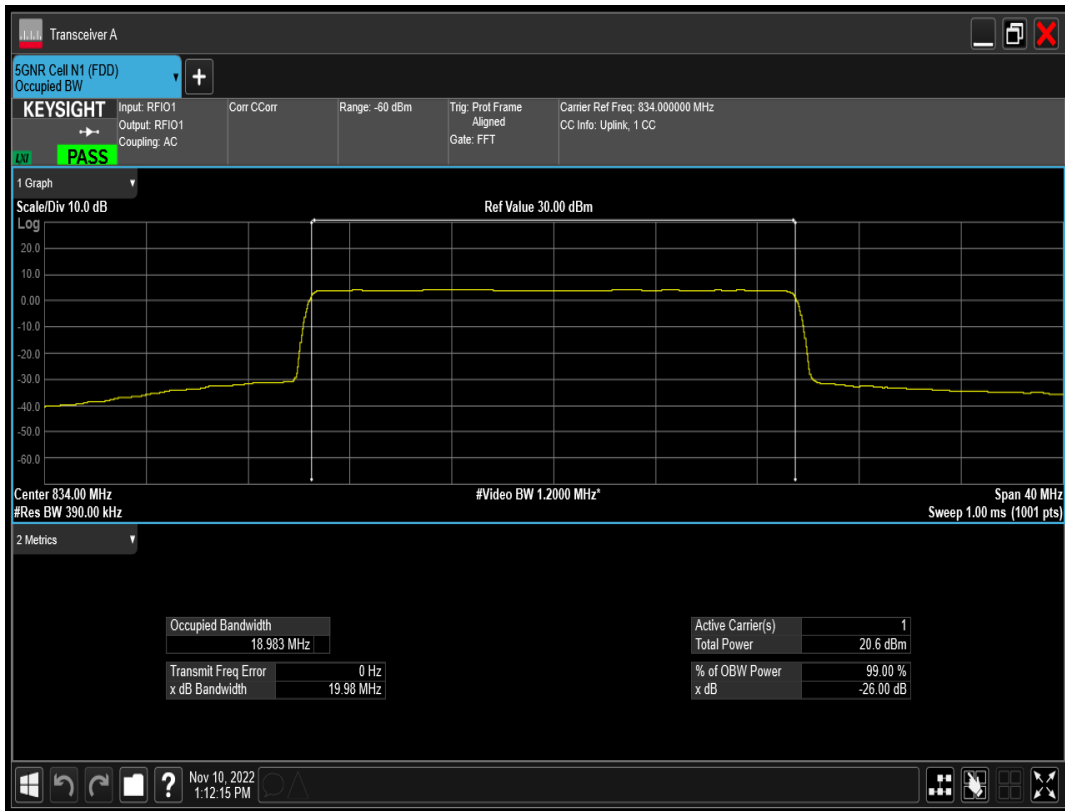 Transceiver A
5GNR Cell N1 (FDD)
Occupied BW
KEYSIGHT
LXI
PASS
Input: RFIO1
Output: RFIO1
Coupling: AC
Corr CCorr
Range: -60 dBm
Trig: Prot Frame
Aligned
Gate: FFT
Carrier Ref Freq: 834.000000 MHz
CC Info: Uplink, 1 CC
1 Graph
Scale/Div 10.0 dB
Ref Value 30.00 dBm
Log
20.0
10.0
0.00
-10.0
-20.0
-30.0
-40.0
-50.0
-60.0
Center 834.00 MHz
#Video BW 1.2000 MHz*
Span 40 MHz
#Res BW 390.00 kHz
Sweep 1.00 ms (1001 pts)
2 Metrics
Occupied Bandwidth
18.983 MHz
Transmit Freq Error 0 Hz
x dB Bandwidth 19.98 MHz
Active Carrier(s) 1
Total Power 20.6 dBm
% of OBW Power 99.00 %
x dB -26.00 dB
?
Nov 10, 2022
1:12:15 PM